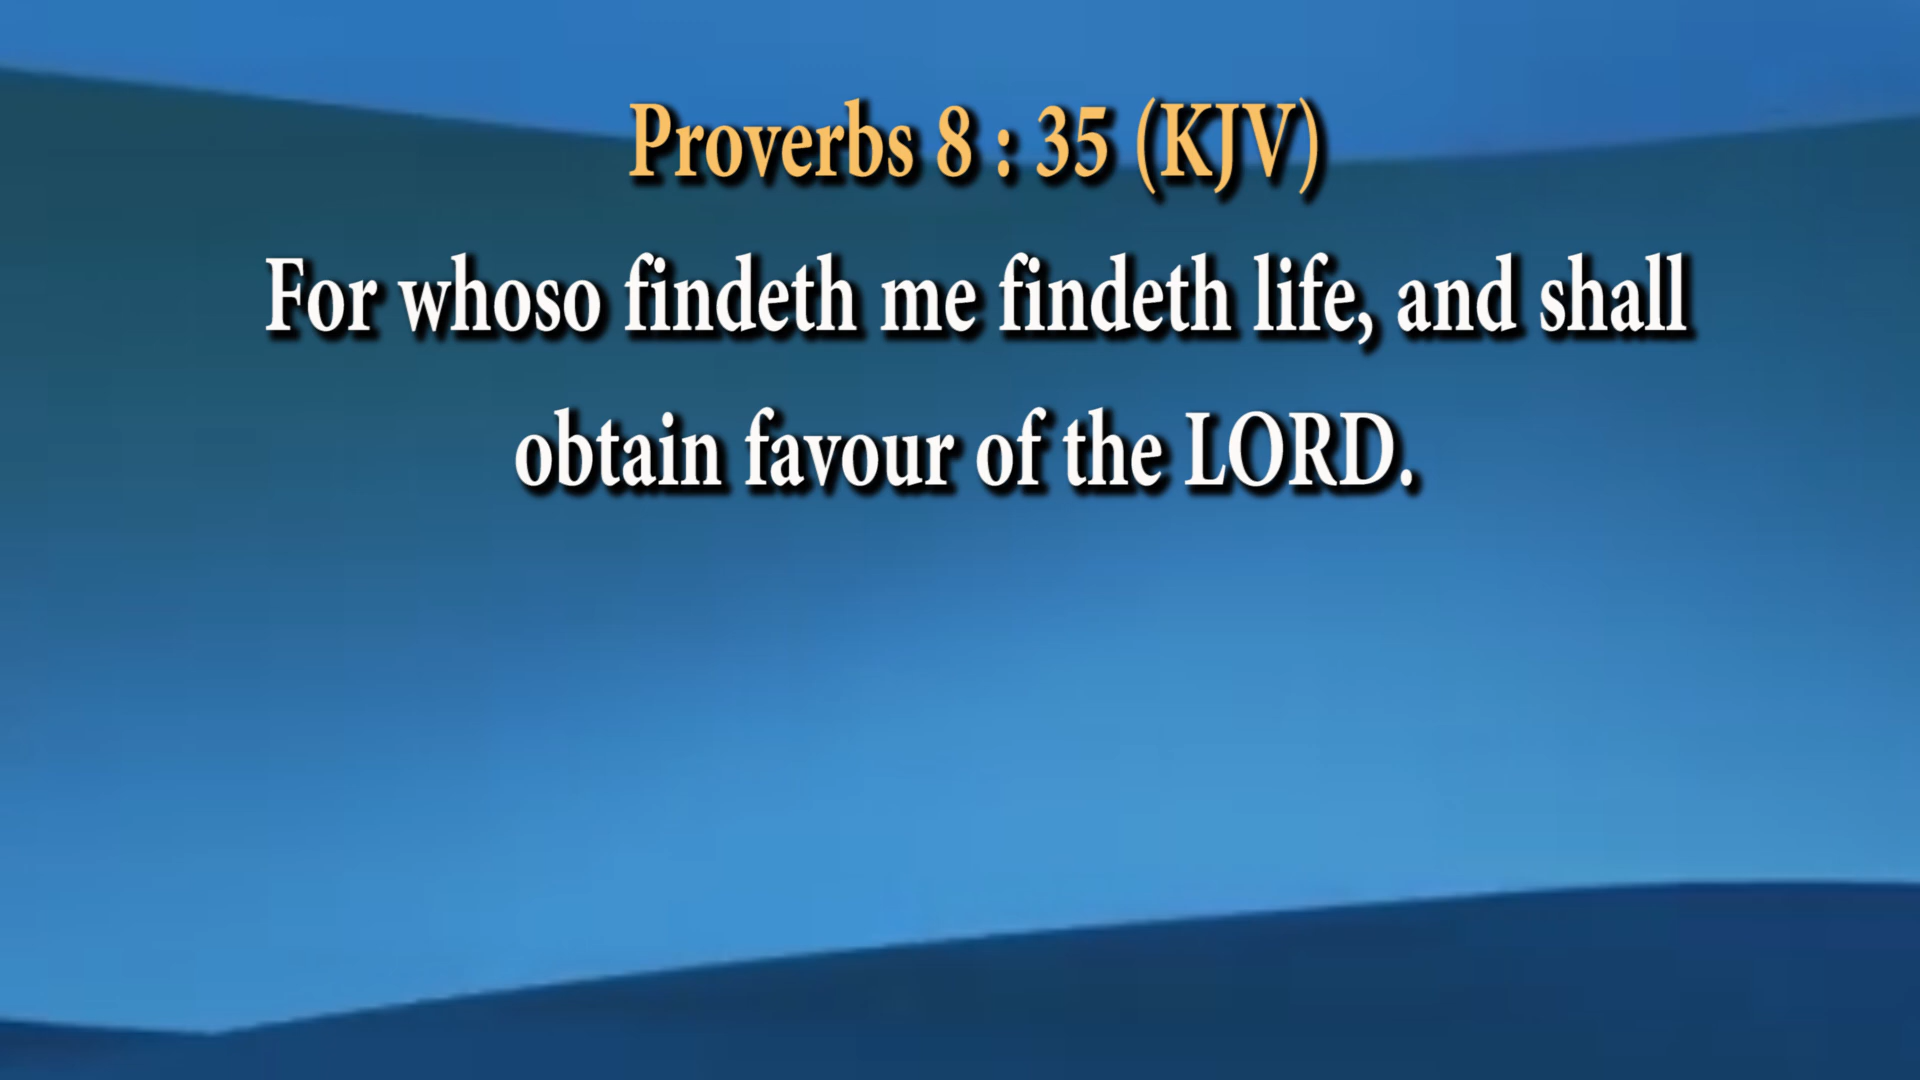 Proverbs 8 : 35 (KJV)
For whoso findeth me findeth life, and shall
obtain favour of the LORD.